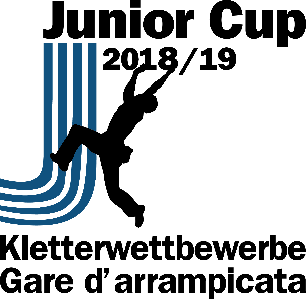 Junior Cup
2018/19
Kletterwettbewerbe
Gare d'arrampicata